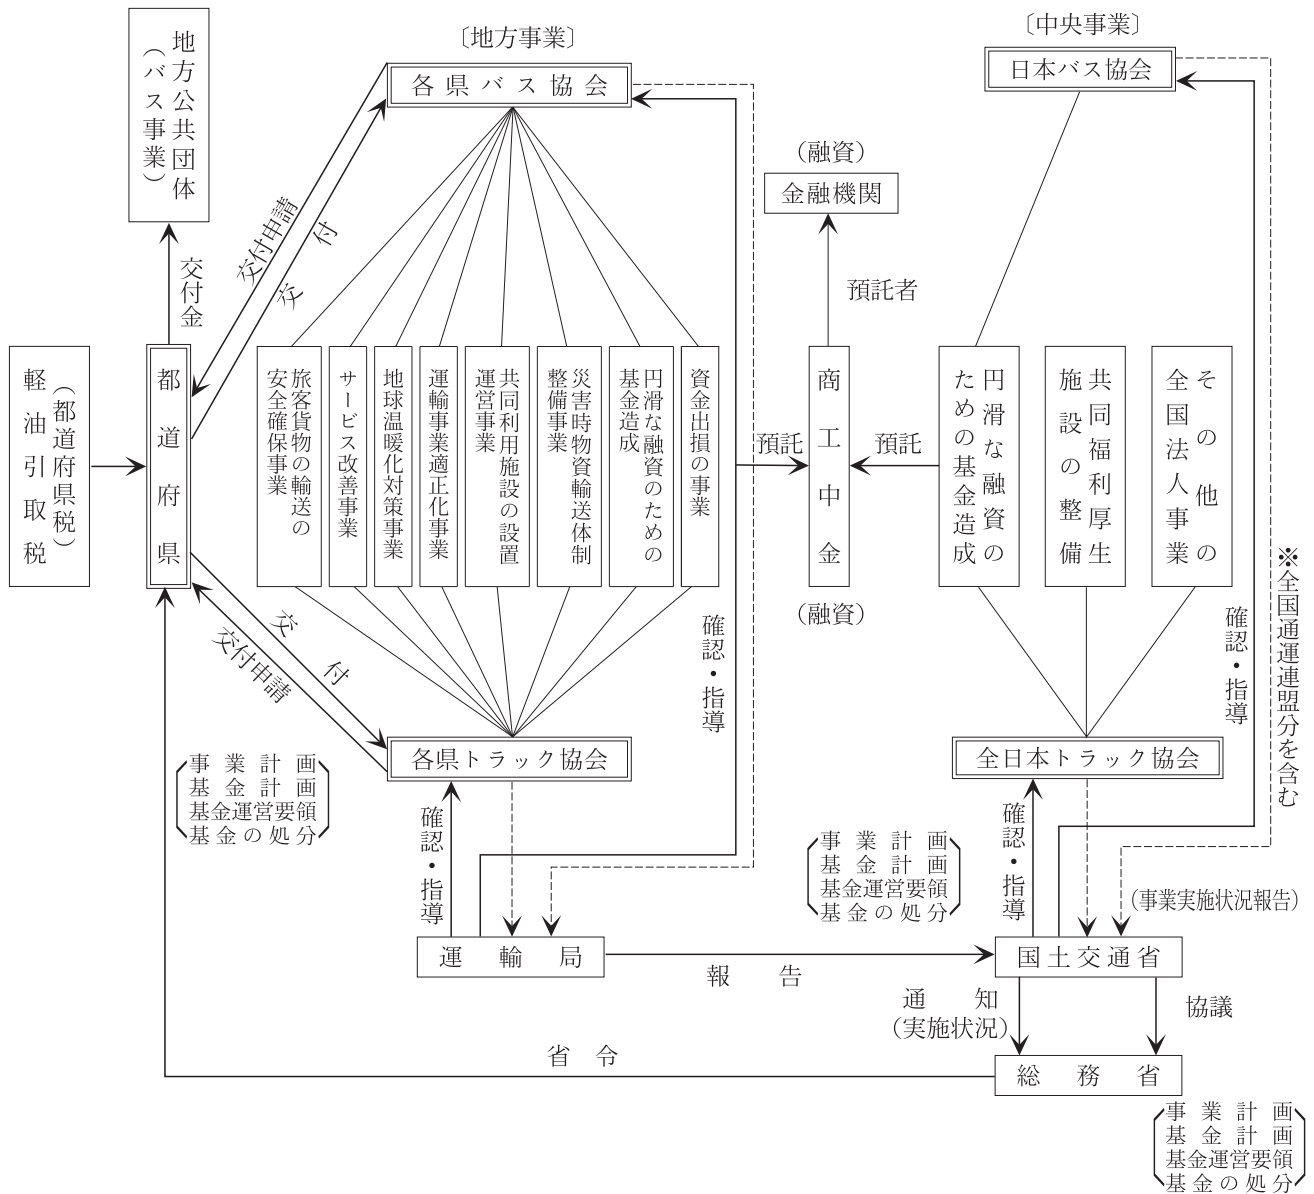 地方公共団体
(バス事業)
〔地方事業〕
各県バス協会
〔中央事業〕
日本バス協会
(融資)
金融機関
預託者
交付金
交付申請
交付
軽油引取税
(都道府県税)
都道府県
旅客貨物の輸送の
安全確保事業
サービス改善事業
地球温暖化対策事業
運輸事業適正化事業
共同利用施設の設置
運営事業
災害時物資輸送体制
整備事業
円滑な融資のための
基金造成
資金出損の事業
預託
商工中金
(融資)
預託
円滑な融資の
ための基金造成
共同福利厚生
施設の整備
その他の
全国法人事業
※全国通運連盟分を含む
確認・指導
確認・指導
交付
交付申請
各県トラック協会
全日本トラック協会
事業計画
基金計画
基金運営要領
基金の処分
確認・指導
事業計画
基金計画
基金運営要領
基金の処分
確認・指導
(事業実施状況報告)
運輸局
報告
国土交通省
通知
(実施状況)
協議
省令
総務省
事業計画
基金計画
基金運営要領
基金の処分